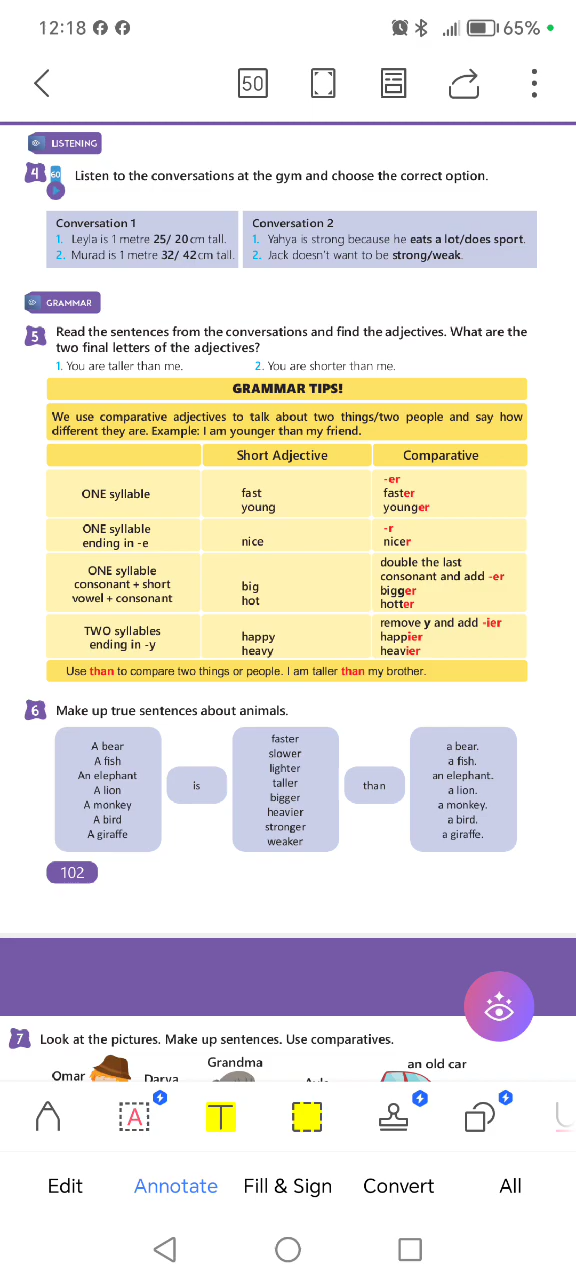 12:18
65%
50
LISTENING
4 60 Listen to the conversations at the gym and choose the correct option.
Conversation 1
1. Leyla is 1 metre 25/ 20 cm tall.
2. Murad is 1 metre 32/ 42 cm tall.
Conversation 2
1. Yahya is strong because he eats a lot/does sport.
2. Jack doesn't want to be strong/weak.
GRAMMAR
5 Read the sentences from the conversations and find the adjectives. What are the
two final letters of the adjectives?
1. You are taller than me. 2. You are shorter than me.
GRAMMAR TIPS!
We use comparative adjectives to talk about two things/two people and say how
different they are. Example: I am younger than my friend.
Short Adjective Comparative
ONE syllable
fast
young
-er
faster
younger
ONE syllable
ending in -e
nice
-r
nicer
ONE syllable
consonant + short
vowel + consonant
big
hot
double the last
consonant and add -er
bigger
hotter
TWO syllables
ending in -y
happy
heavy
remove y and add -ier
happier
heavier
Use than to compare two things or people. I am taller than my brother.
6 Make up true sentences about animals.
A bear
A fish
An elephant
A lion
A monkey
A bird
A giraffe
is
faster
slower
lighter
taller
bigger
heavier
stronger
weaker
than
a bear.
a fish.
an elephant.
a lion.
a monkey.
a bird.
a giraffe.
102
7 Look at the pictures. Make up sentences. Use comparatives.
Omar Darya Grandma an old car
A T
Edit Annotate Fill & Sign Convert All